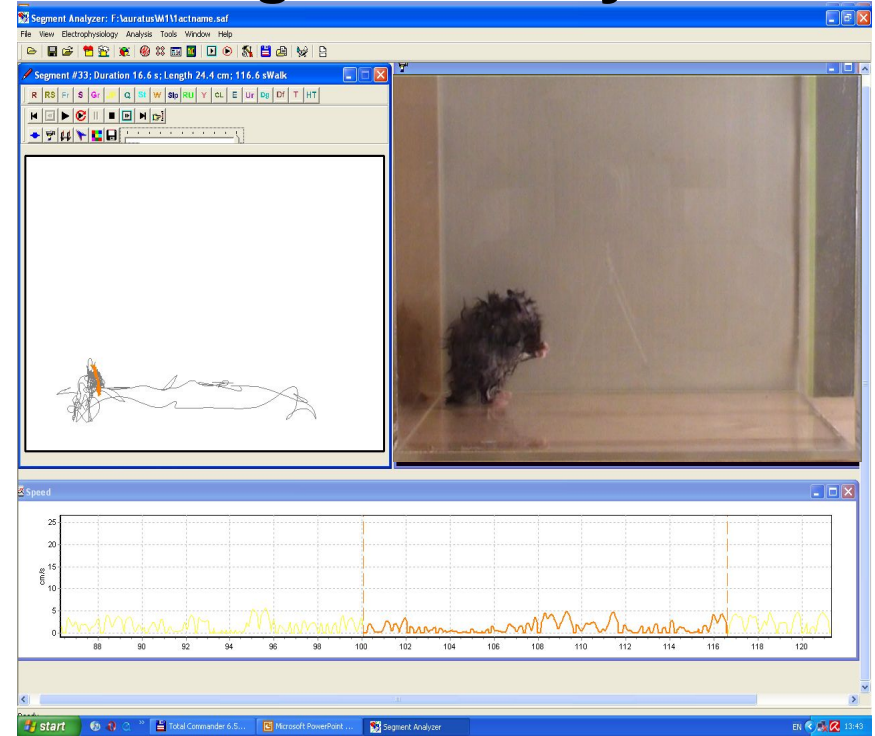 Segment Analyzer: F:\auratus\W1\1actname.saf
File View Electrophysiology Analysis Tools Window Help
Segment #33; Duration 16.6 s; Length 24.4 cm; 116.6 sWalk
R RS Fr S Gr Q St W Slp RU Y CL E Ur Dg Df T HT
Speed
cm/s
25
20
15
10
5
0
88 90 92 94 96 98 100 102 104 106 108 110 112 114 116 118 120
start
Total Commander 6.5...
Microsoft PowerPoint ...
Segment Analyzer
EN
13:43